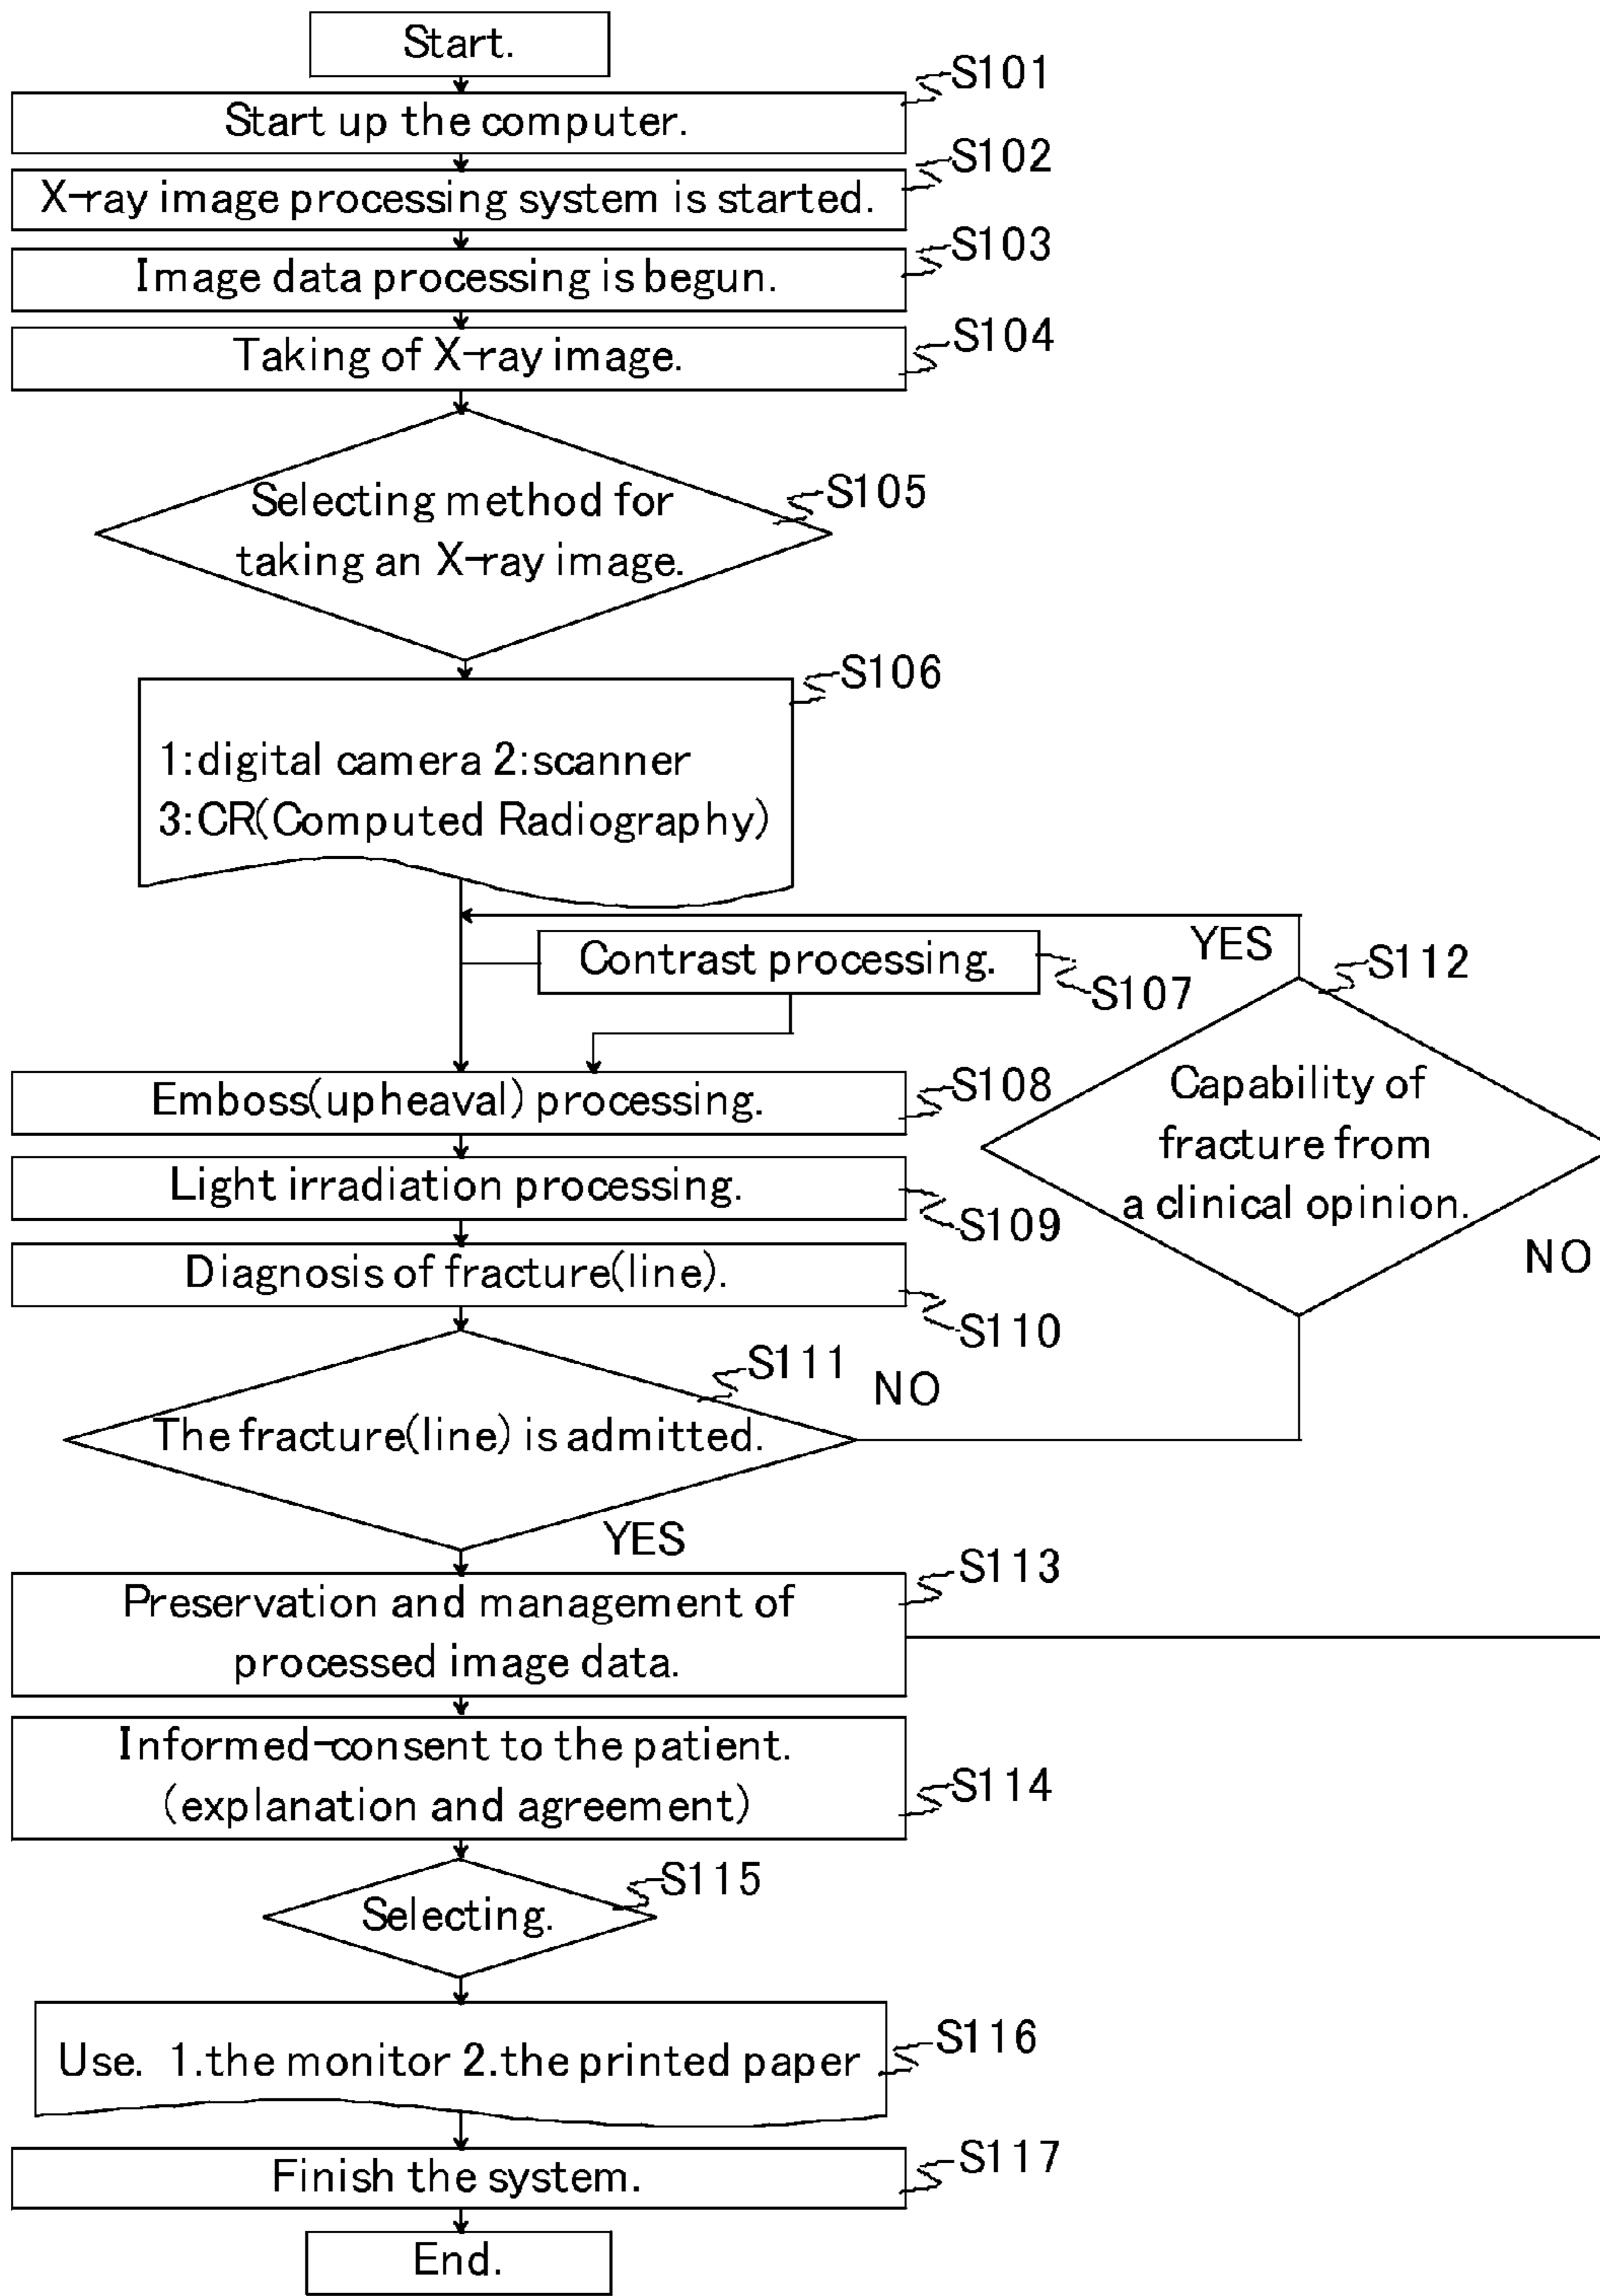 Start.
S101
Start up the computer.
S102
X-ray image processing system is started.
S103
Image data processing is begun.
S104
Taking of X-ray image.
S105
Selecting method for
taking an X-ray image.
S106
1:digital camera 2:scanner
3:CR(Computed Radiography)
YES
S112
Contrast processing.
S107
Capability of
fracture from
a clinical opinion.
NO
S108
Emboss(upheaval) processing.
Light irradiation processing.
S109
Diagnosis of fracture(line).
S110
S111
NO
The fracture(line) is admitted.
YES
S113
Preservation and management of
processed image data.
Informed-consent to the patient.
(explanation and agreement)
S114
S115
Selecting.
S116
Use. 1.the monitor 2.the printed paper
S117
Finish the system.
End.